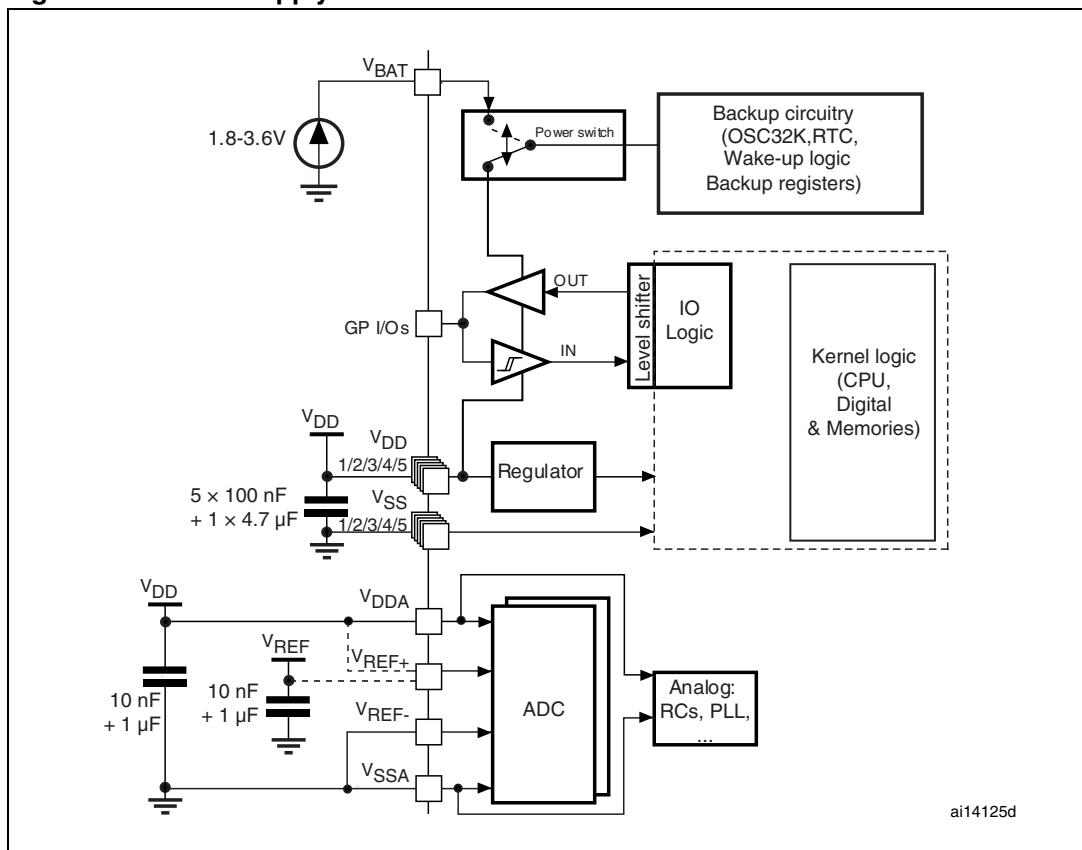 VBAT
1.8-3.6V
Power switch
Backup circuitry
(OSC32K,RTC,
Wake-up logic
Backup registers)
OUT
GP I/Os
IN
Level shifter
IO
Logic
Kernel logic
(CPU,
Digital
& Memories)
VDD
VDD
1/2/3/4/5
Regulator
5 × 100 nF
+ 1 × 4.7 µF
VSS
1/2/3/4/5
VDD
VDDA
VREF
VREF+
10 nF
+ 1 µF
10 nF
+ 1 µF
VREF-
ADC
Analog:
RCs, PLL,
...
VSSA
ai14125d